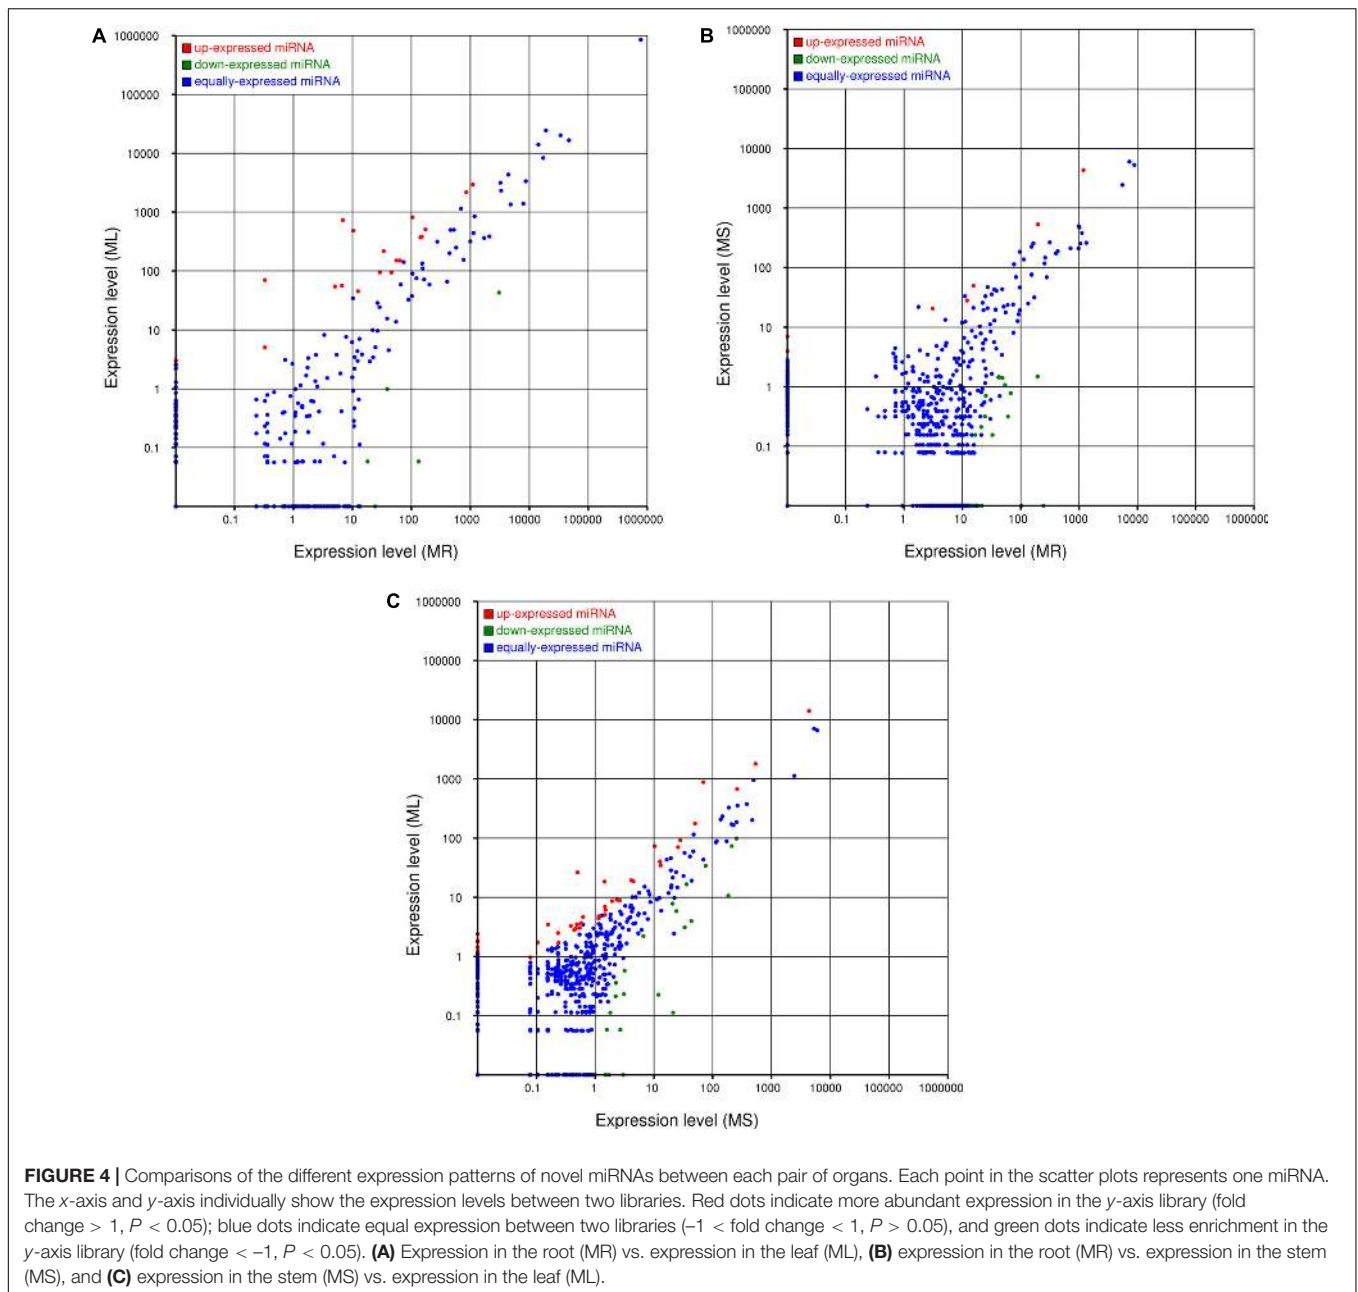 A
1000000
100000
10000
1000
100
10
1
0.1
up-expressed miRNA
down-expressed miRNA
equally-expressed miRNA
Expression level (ML)
0.1 1 10 100 1000 10000 100000 1000000
Expression level (MR)
B
1000000
100000
10000
1000
100
10
1
0.1
up-expressed miRNA
down-expressed miRNA
equally-expressed miRNA
Expression level (MS)
0.1 1 10 100 1000 10000 100000 1000000
Expression level (MR)
C
1000000
100000
10000
1000
100
10
1
0.1
up-expressed miRNA
down-expressed miRNA
equally-expressed miRNA
Expression level (ML)
0.1 1 10 100 1000 10000 100000 1000000
Expression level (MS)
FIGURE 4 | Comparisons of the different expression patterns of novel miRNAs between each pair of organs. Each point in the scatter plots represents one miRNA.
The x-axis and y-axis individually show the expression levels between two libraries. Red dots indicate more abundant expression in the y-axis library (fold
change > 1, P < 0.05); blue dots indicate equal expression between two libraries (–1 < fold change < 1, P > 0.05), and green dots indicate less enrichment in the
y-axis library (fold change < –1, P < 0.05). (A) Expression in the root (MR) vs. expression in the leaf (ML), (B) expression in the root (MR) vs. expression in the stem
(MS), and (C) expression in the stem (MS) vs. expression in the leaf (ML).